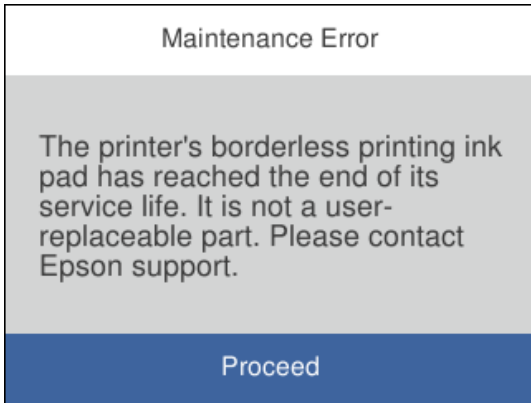 Maintenance Error
The printer's borderless printing ink
pad has reached the end of its
service life. It is not a user-
replaceable part. Please contact
Epson support.
Proceed